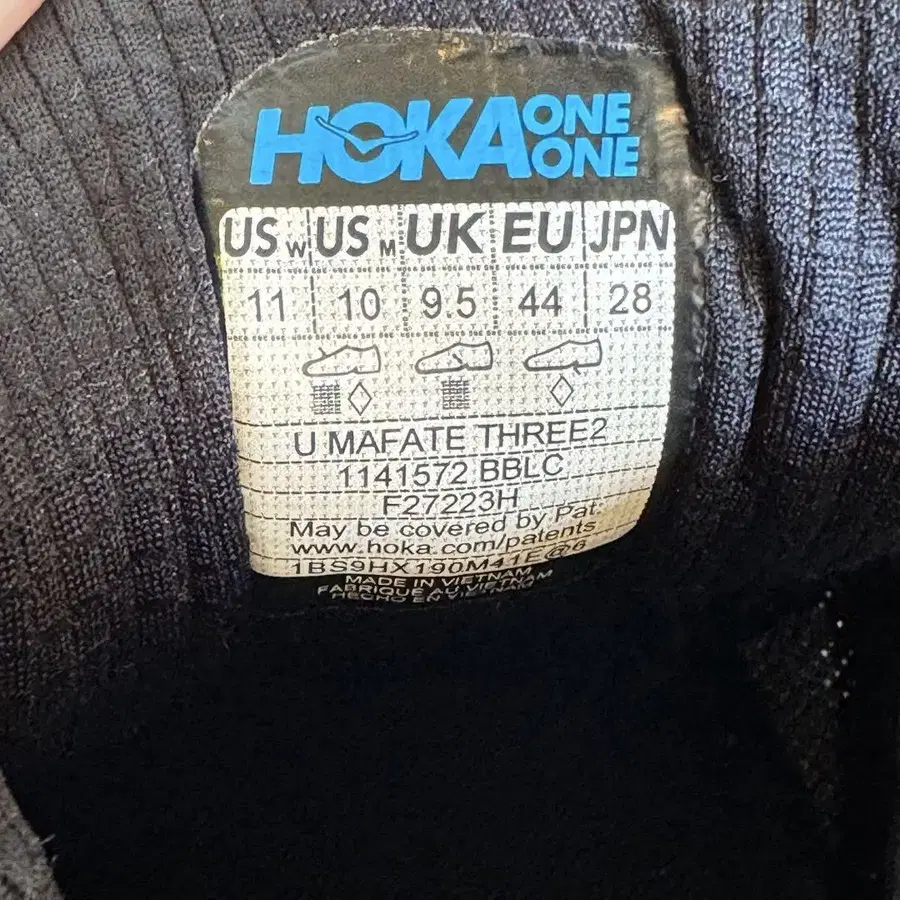 HOKA ONE ONE
US W US M UK EU JPN
11 10 9.5 44 28
U MAFATE THREE2
1141572 BBLC
F27223H
May be covered by Pat.
www.hoka.com/patents
1BS9HX190M41E@6
MADE IN VIETNAM
FABRIQUE AU VIETNAM
HECHO EN VIETNAM